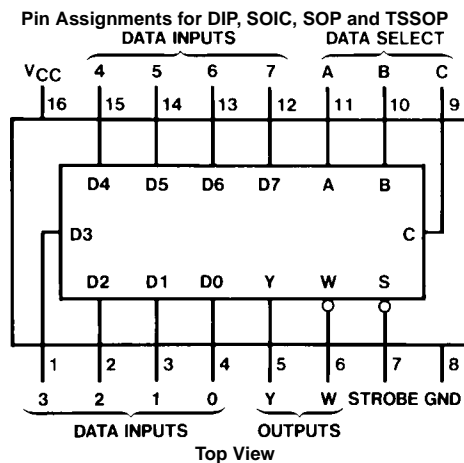 Pin Assignments for DIP, SOIC, SOP and TSSOP
DATA INPUTS DATA SELECT
VCC 4 5 6 7 A B C
16 15 14 13 12 11 10 9
D4 D5 D6 D7 A B
D3 C
D2 D1 D0 Y W S
1 2 3 4 5 6 7 8
3 2 1 0 Y W STROBE GND
DATA INPUTS OUTPUTS
Top View